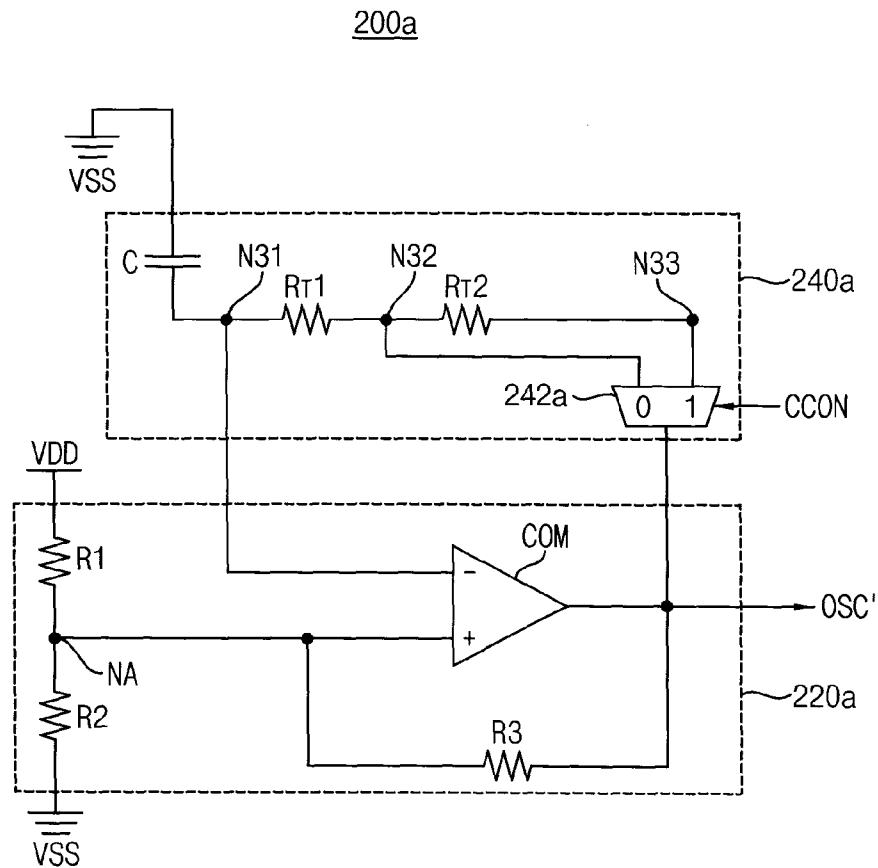 200a
VSS
C
N31
RT1
N32
RT2
N33
240a
242a
0 1
CCON
VDD
R1
COM
-
+
OSC'
NA
R2
R3
220a
VSS